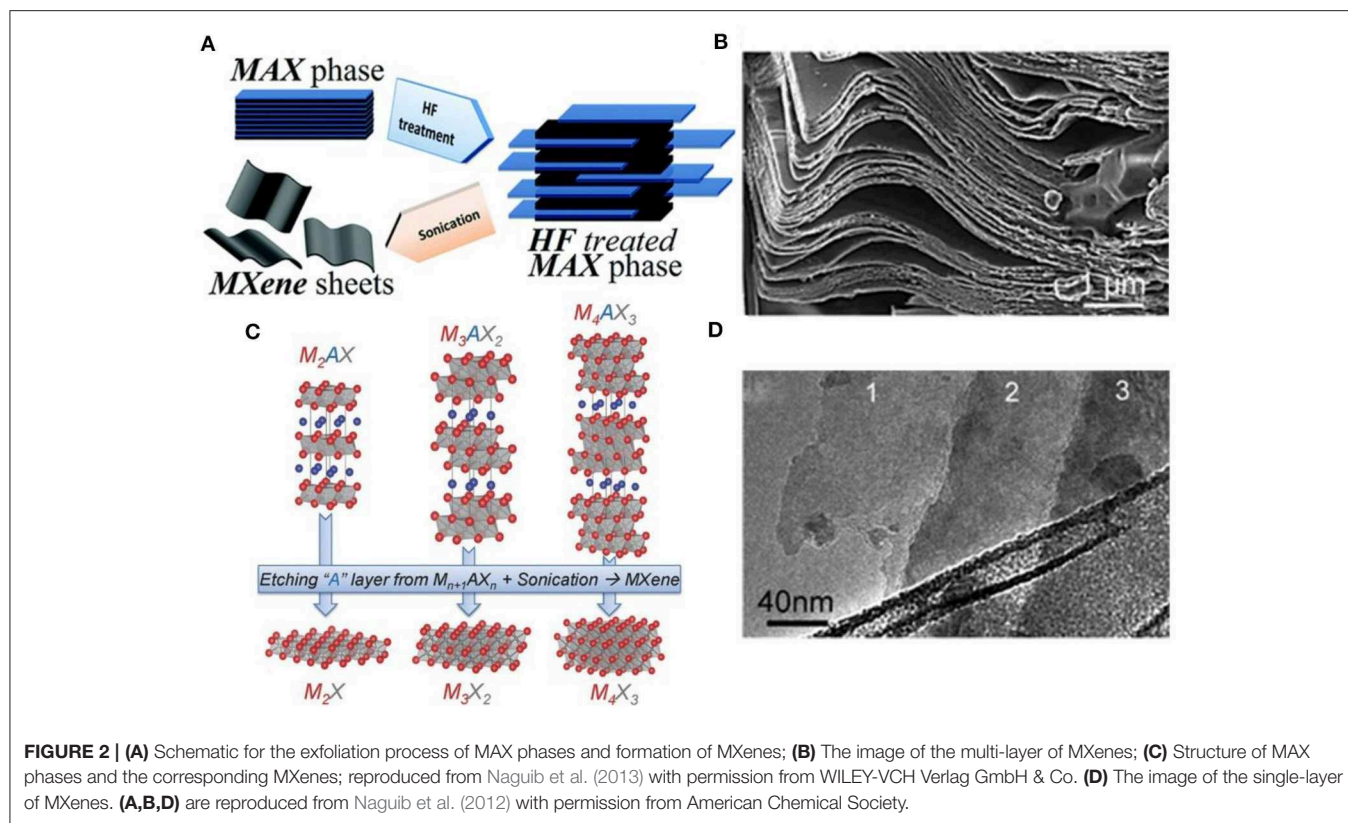 A
MAX phase
HF
treatment
Sonication
HF treated
MAX phase
MXene sheets
B
1 μm
C
M₂AX
M₃AX₂
M₄AX₃
Etching "A" layer from Mₙ₊₁AXₙ + Sonication → MXene
M₂X
M₃X₂
M₄X₃
D
1
2
3
40nm
FIGURE 2 | (A) Schematic for the exfoliation process of MAX phases and formation of MXenes; (B) The image of the multi-layer of MXenes; (C) Structure of MAX
phases and the corresponding MXenes; reproduced from Naguib et al. (2013) with permission from WILEY-VCH Verlag GmbH & Co. (D) The image of the single-layer
of MXenes. (A,B,D) are reproduced from Naguib et al. (2012) with permission from American Chemical Society.